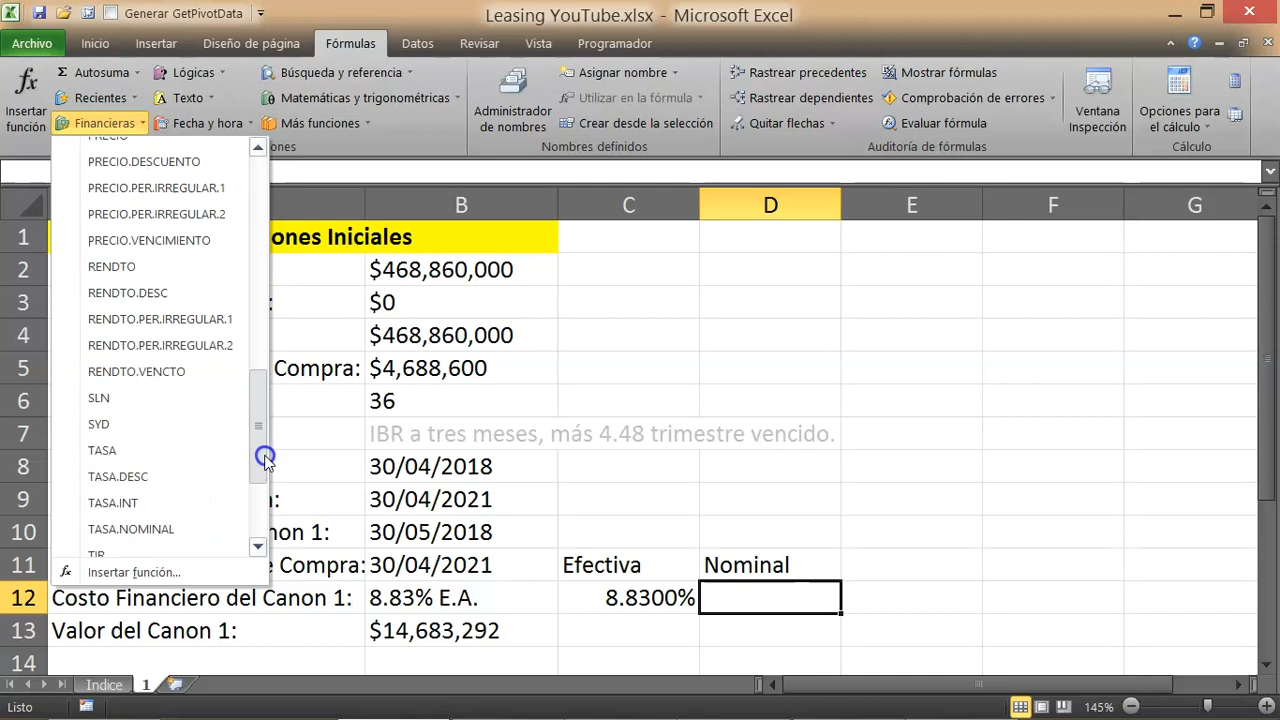 Generar GetPivotData
Leasing YouTube.xlsx - Microsoft Excel
Archivo Inicio Insertar Diseño de página Fórmulas Datos Revisar Vista Programador
Insertar función
Autosuma
Recientes
Financieras
Lógicas
Texto
Fecha y hora
Búsqueda y referencia
Matemáticas y trigonométricas
Más funciones
Administrador de nombres
Asignar nombre
Utilizar en la fórmula
Crear desde la selección
Nombres definidos
Rastrear precedentes
Rastrear dependientes
Quitar flechas
Mostrar fórmulas
Comprobación de errores
Evaluar fórmula
Auditoría de fórmulas
Ventana Inspección
Opciones para el cálculo
Cálculo
PRECIO
PRECIO.DESCUENTO
PRECIO.PER.IRREGULAR.1
PRECIO.PER.IRREGULAR.2
PRECIO.VENCIMIENTO
RENDTO
RENDTO.DESC
RENDTO.PER.IRREGULAR.1
RENDTO.PER.IRREGULAR.2
RENDTO.VENCTO
SLN
SYD
TASA
TASA.DESC
TASA.INT
TASA.NOMINAL
TIR
fx Insertar función...
B C D E F G
1 ones Iniciales
2 $468,860,000
3 : $0
4 $468,860,000
5 Compra: $4,688,600
6 36
7 IBR a tres meses, más 4.48 trimestre vencido.
8 30/04/2018
9 a: 30/04/2021
10 non 1: 30/05/2018
11 e Compra: 30/04/2021 Efectiva Nominal
12 Costo Financiero del Canon 1: 8.83% E.A. 8.8300%
13 Valor del Canon 1: $14,683,292
14
Indice 1
Listo 145%